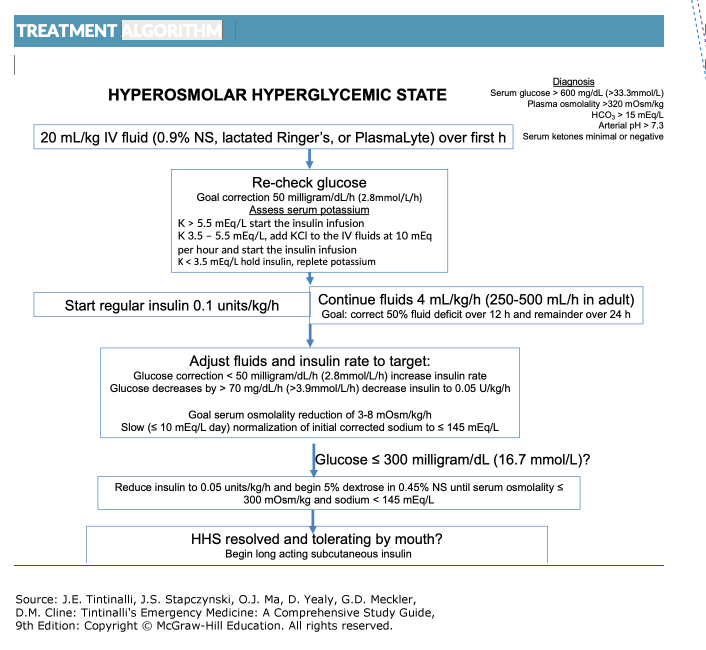 TREATMENT ALGORITHM
Diagnosis
Serum glucose > 600 mg/dL (>33.3mmol/L)
Plasma osmolality >320 mOsm/kg
HCO₃ > 15 mEq/L
Arterial pH > 7.3
Serum ketones minimal or negative
HYPEROSMOLAR HYPERGLYCEMIC STATE
20 mL/kg IV fluid (0.9% NS, lactated Ringer's, or PlasmaLyte) over first h
Re-check glucose
Goal correction 50 milligram/dL/h (2.8mmol/L/h)
Assess serum potassium
K > 5.5 mEq/L start the insulin infusion
K 3.5 – 5.5 mEq/L, add KCl to the IV fluids at 10 mEq
per hour and start the insulin infusion
K < 3.5 mEq/L hold insulin, replete potassium
Start regular insulin 0.1 units/kg/h
Continue fluids 4 mL/kg/h (250-500 mL/h in adult)
Goal: correct 50% fluid deficit over 12 h and remainder over 24 h
Adjust fluids and insulin rate to target:
Glucose correction < 50 milligram/dL/h (2.8mmol/L/h) increase insulin rate
Glucose decreases by > 70 mg/dL/h (>3.9mmol/L/h) decrease insulin to 0.05 U/kg/h
Goal serum osmolality reduction of 3-8 mOsm/kg/h
Slow (≤ 10 mEq/L day) normalization of initial corrected sodium to ≤ 145 mEq/L
Glucose ≤ 300 milligram/dL (16.7 mmol/L)?
Reduce insulin to 0.05 units/kg/h and begin 5% dextrose in 0.45% NS until serum osmolality ≤
300 mOsm/kg and sodium < 145 mEq/L
HHS resolved and tolerating by mouth?
Begin long acting subcutaneous insulin
Source: J.E. Tintinalli, J.S. Stapczynski, O.J. Ma, D. Yealy, G.D. Meckler,
D.M. Cline: Tintinalli's Emergency Medicine: A Comprehensive Study Guide,
9th Edition: Copyright © McGraw-Hill Education. All rights reserved.